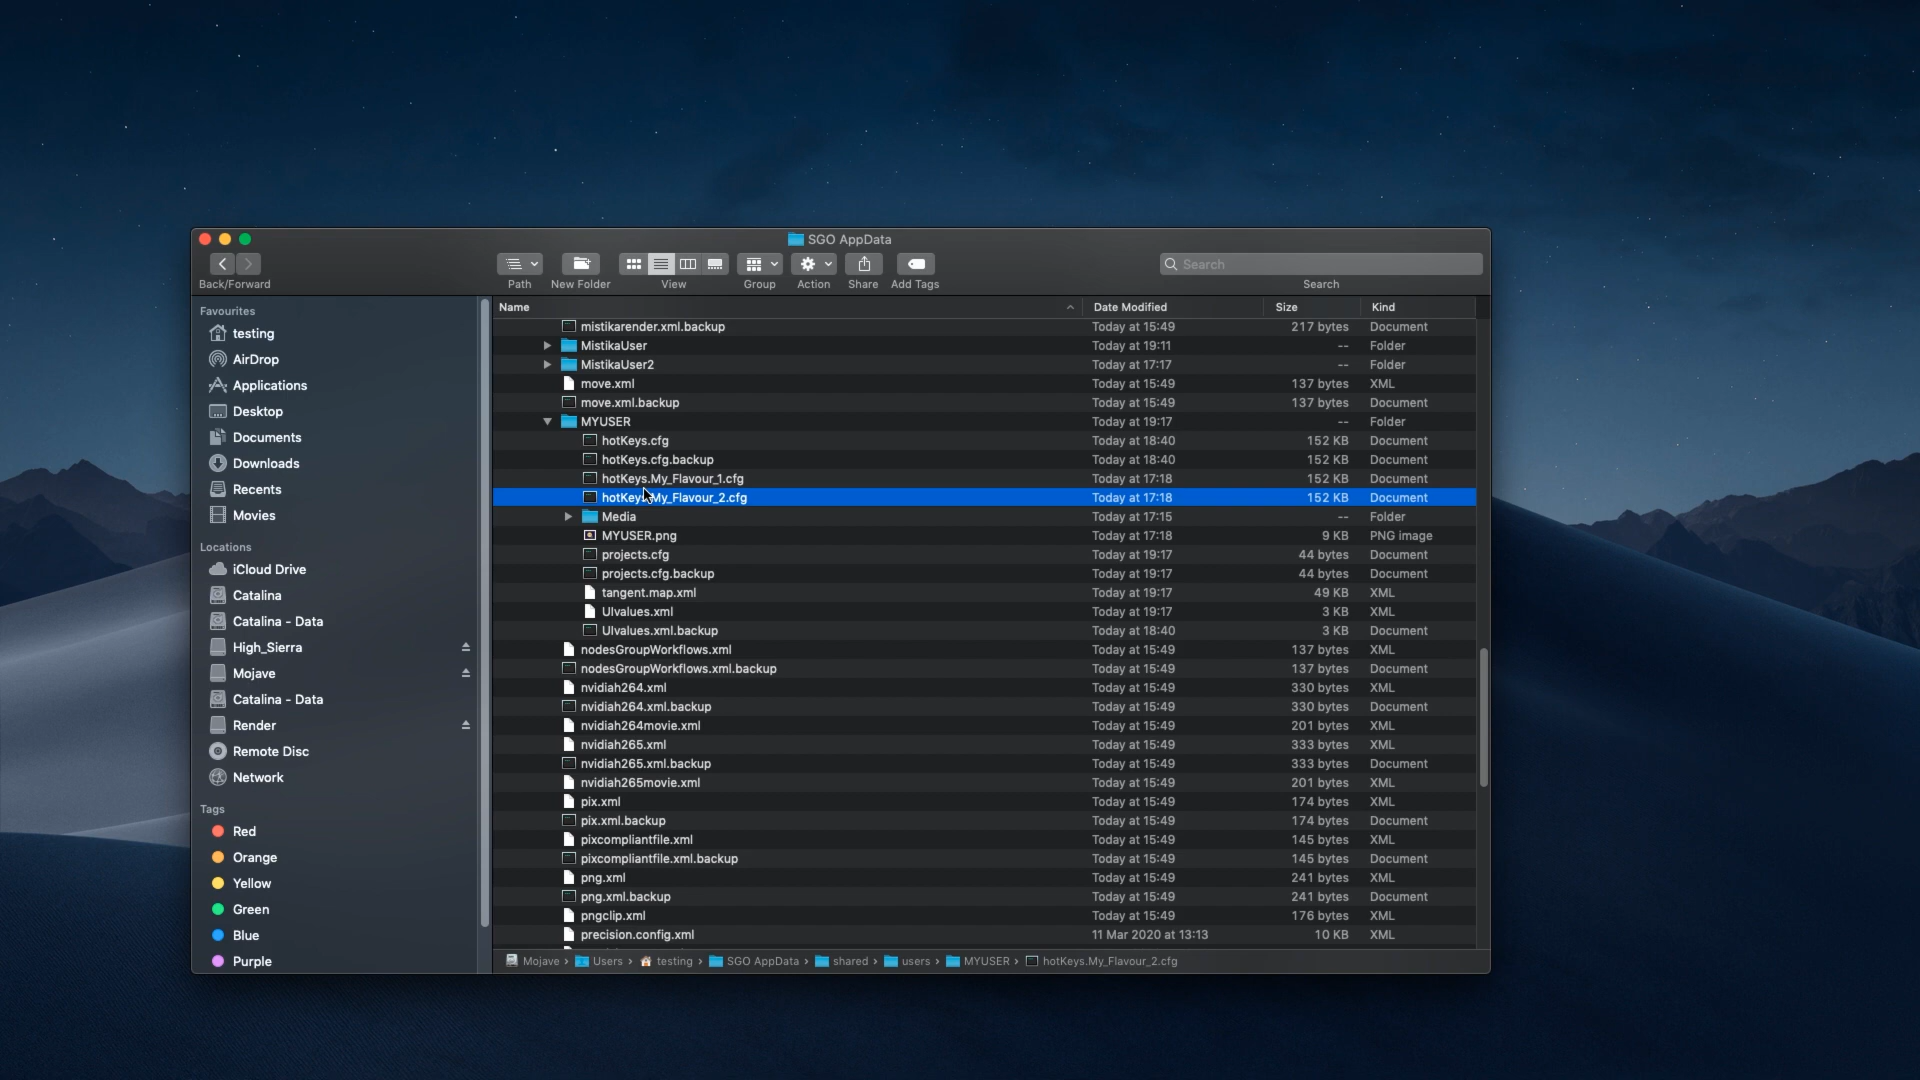 SGO AppData
Back/Forward
Path
New Folder
View
Group
Action
Share
Add Tags
Search
Search
Favourites
testing
AirDrop
Applications
Desktop
Documents
Downloads
Recents
Movies
Locations
iCloud Drive
Catalina
Catalina - Data
High_Sierra
Mojave
Catalina - Data
Render
Remote Disc
Network
Tags
Red
Orange
Yellow
Green
Blue
Purple
Name Date Modified Size Kind
mistikarender.xml.backup Today at 15:49 217 bytes Document
MistikaUser Today at 19:11 -- Folder
MistikaUser2 Today at 17:17 -- Folder
move.xml Today at 15:49 137 bytes XML
move.xml.backup Today at 15:49 137 bytes Document
MYUSER Today at 19:17 -- Folder
hotKeys.cfg Today at 18:40 152 KB Document
hotKeys.cfg.backup Today at 18:40 152 KB Document
hotKeys.My_Flavour_1.cfg Today at 17:18 152 KB Document
hotKeys.My_Flavour_2.cfg Today at 17:18 152 KB Document
Media Today at 17:15 -- Folder
MYUSER.png Today at 17:18 9 KB PNG image
projects.cfg Today at 19:17 44 bytes Document
projects.cfg.backup Today at 19:17 44 bytes Document
tangent.map.xml Today at 19:17 49 KB XML
UIvalues.xml Today at 19:17 3 KB XML
UIvalues.xml.backup Today at 18:40 3 KB Document
nodesGroupWorkflows.xml Today at 15:49 137 bytes XML
nodesGroupWorkflows.xml.backup Today at 15:49 137 bytes Document
nvidiah264.xml Today at 15:49 330 bytes XML
nvidiah264.xml.backup Today at 15:49 330 bytes Document
nvidiah264movie.xml Today at 15:49 201 bytes XML
nvidiah265.xml Today at 15:49 333 bytes XML
nvidiah265.xml.backup Today at 15:49 333 bytes Document
nvidiah265movie.xml Today at 15:49 201 bytes XML
pix.xml Today at 15:49 174 bytes XML
pix.xml.backup Today at 15:49 174 bytes Document
pixcompliantfile.xml Today at 15:49 145 bytes XML
pixcompliantfile.xml.backup Today at 15:49 145 bytes Document
png.xml Today at 15:49 241 bytes XML
png.xml.backup Today at 15:49 241 bytes Document
pngclip.xml Today at 15:49 176 bytes XML
precision.config.xml 11 Mar 2020 at 13:13 10 KB XML
Mojave › Users › testing › SGO AppData › shared › users › MYUSER › hotKeys.My_Flavour_2.cfg